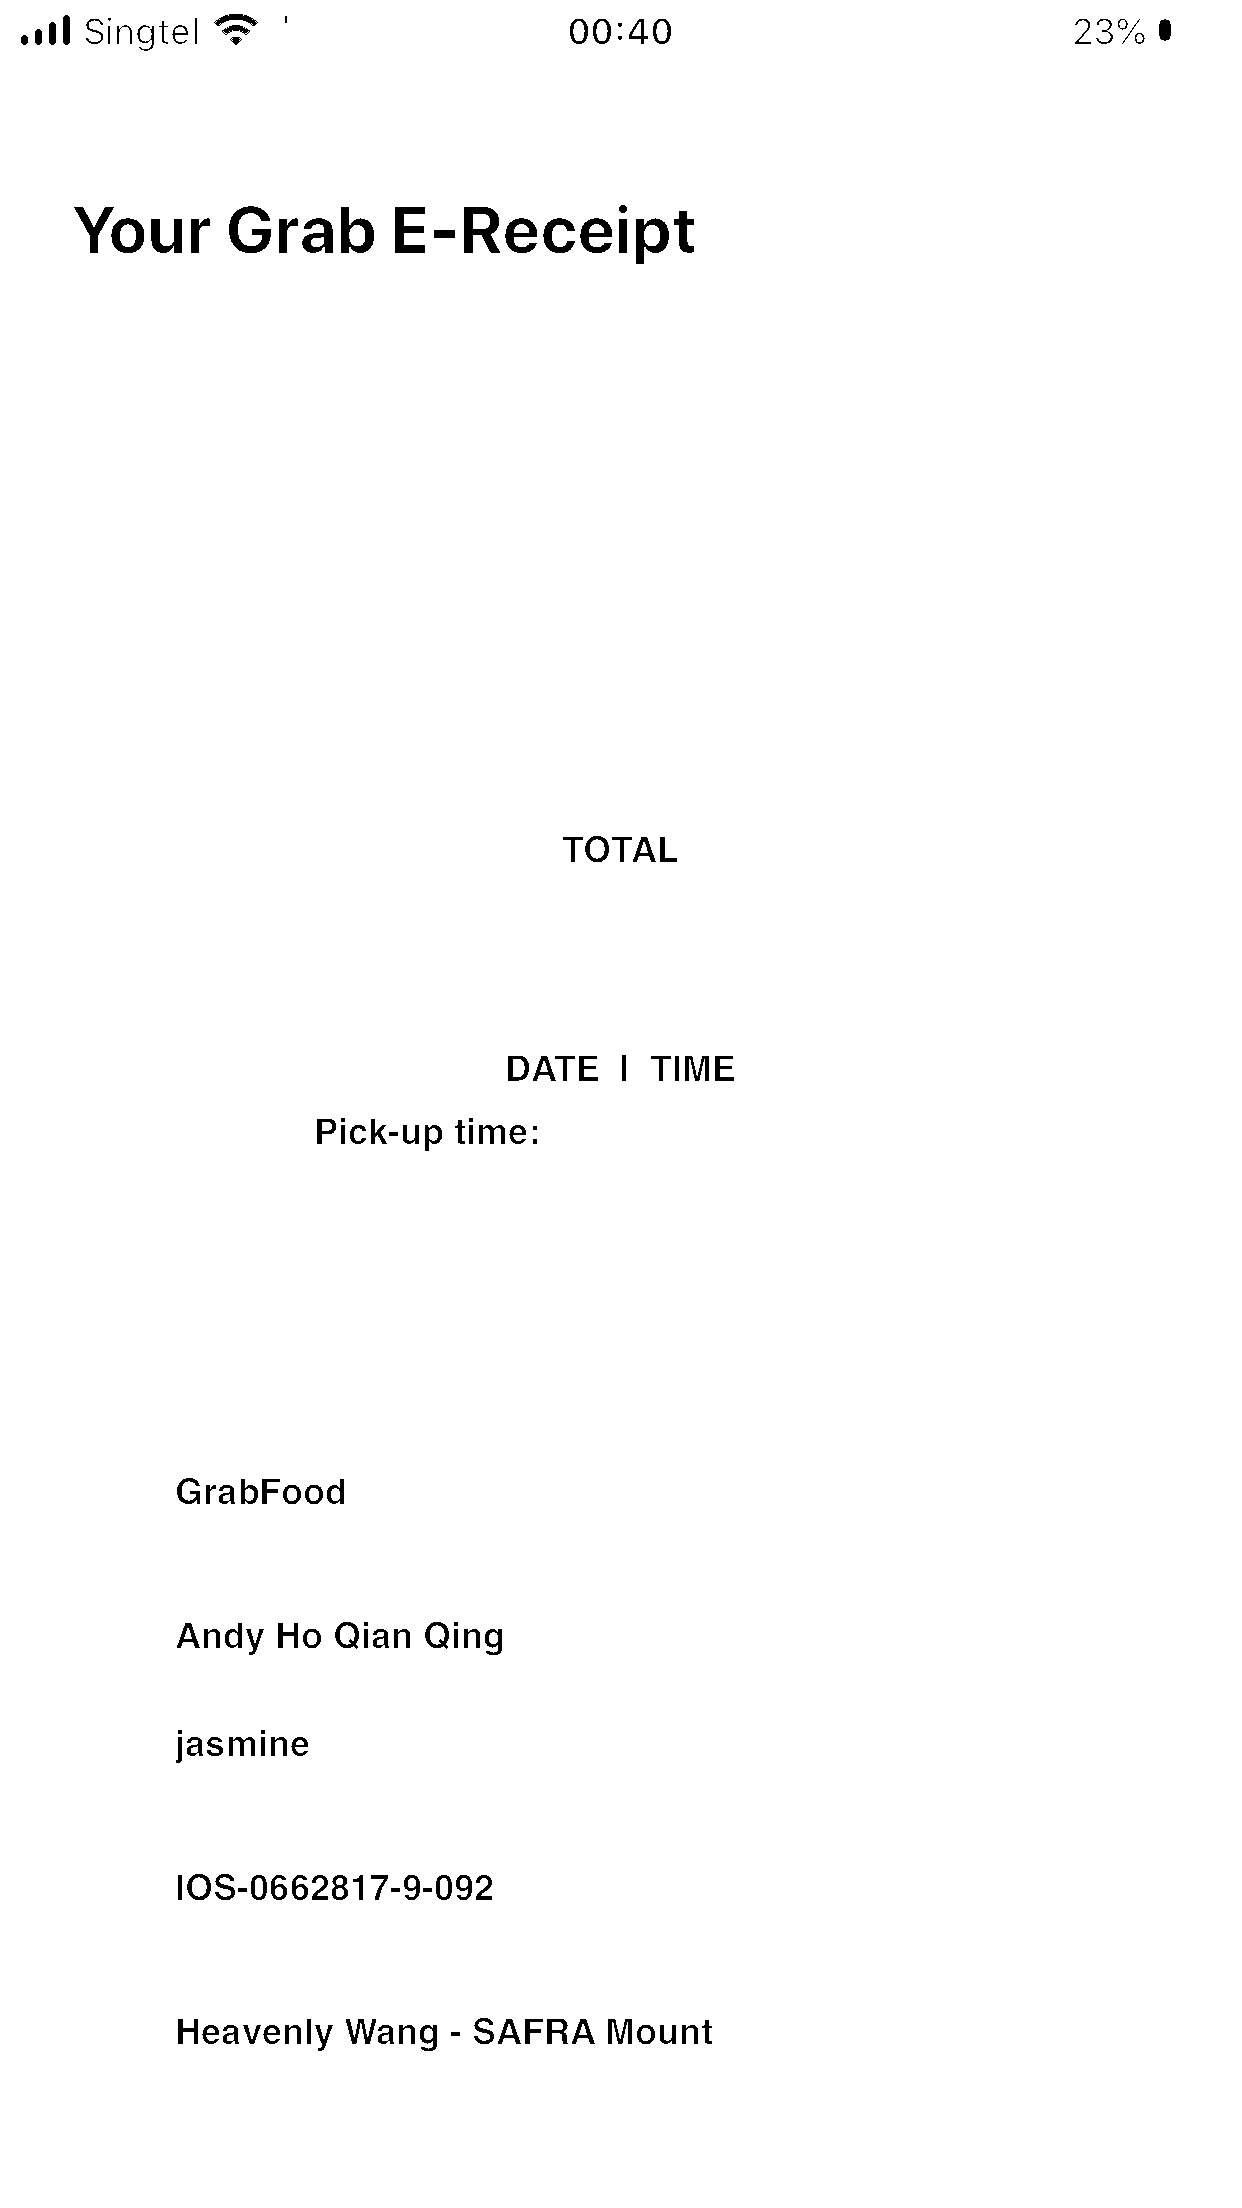 Singtel 00:40 23%
Your Grab E-Receipt
TOTAL
DATE | TIME
Pick-up time:
GrabFood
Andy Ho Qian Qing
jasmine
IOS-0662817-9-092
Heavenly Wang - SAFRA Mount